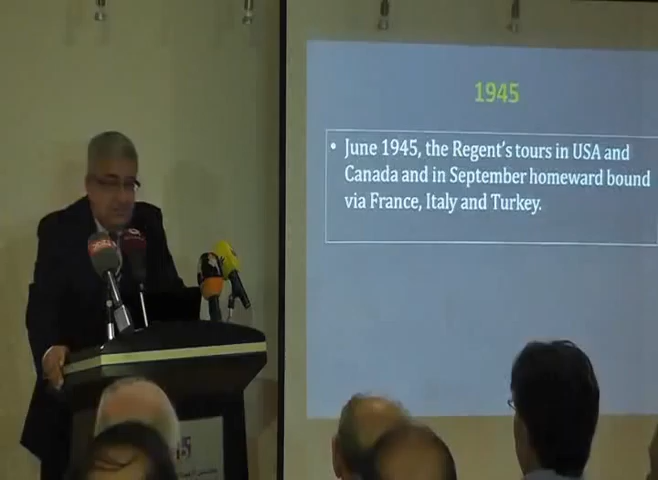 1945
• June 1945, the Regent's tours in USA and
Canada and in September homeward bound
via France, Italy and Turkey.